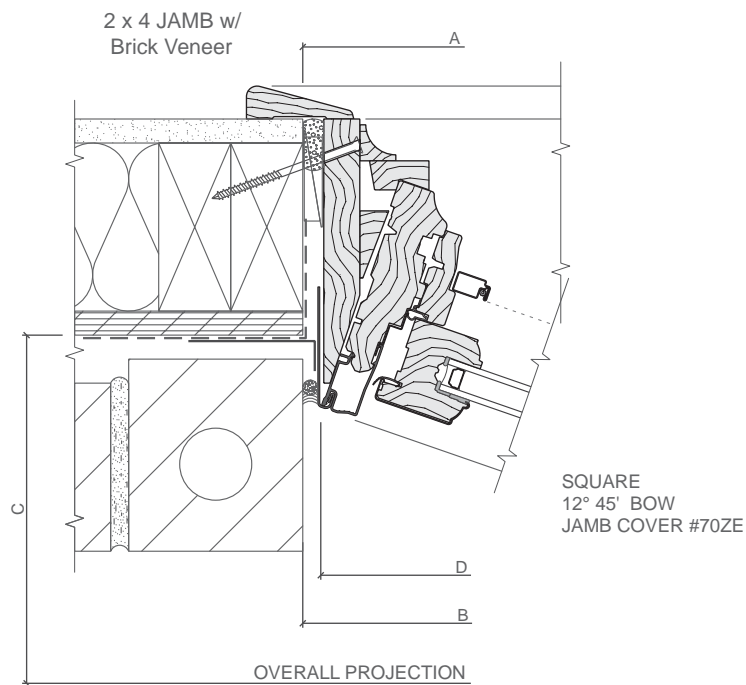 2 x 4 JAMB w/
Brick Veneer
A
SQUARE
12° 45' BOW
JAMB COVER #70ZE
C
D
B
OVERALL PROJECTION